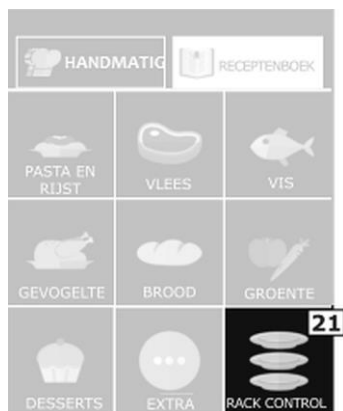 HANDMATIG
RECEPTENBOEK
PASTA EN
RIJST
VLEES
VIS
GEVOGELTE
BROOD
GROENTE
21
DESSERTS
EXTRA
RACK CONTROL